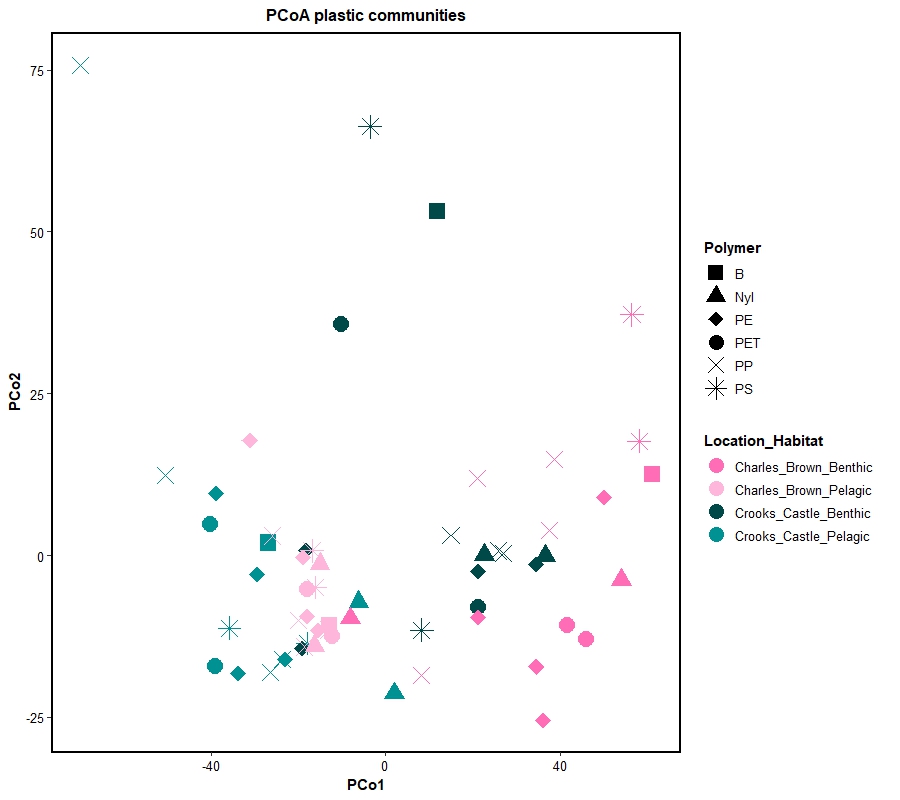 PCoA plastic communities
75
50
25
0
-25
PCo2
-40
0
40
PCo1
Polymer
B
Nyl
PE
PET
PP
PS
Location_Habitat
Charles_Brown_Benthic
Charles_Brown_Pelagic
Crooks_Castle_Benthic
Crooks_Castle_Pelagic